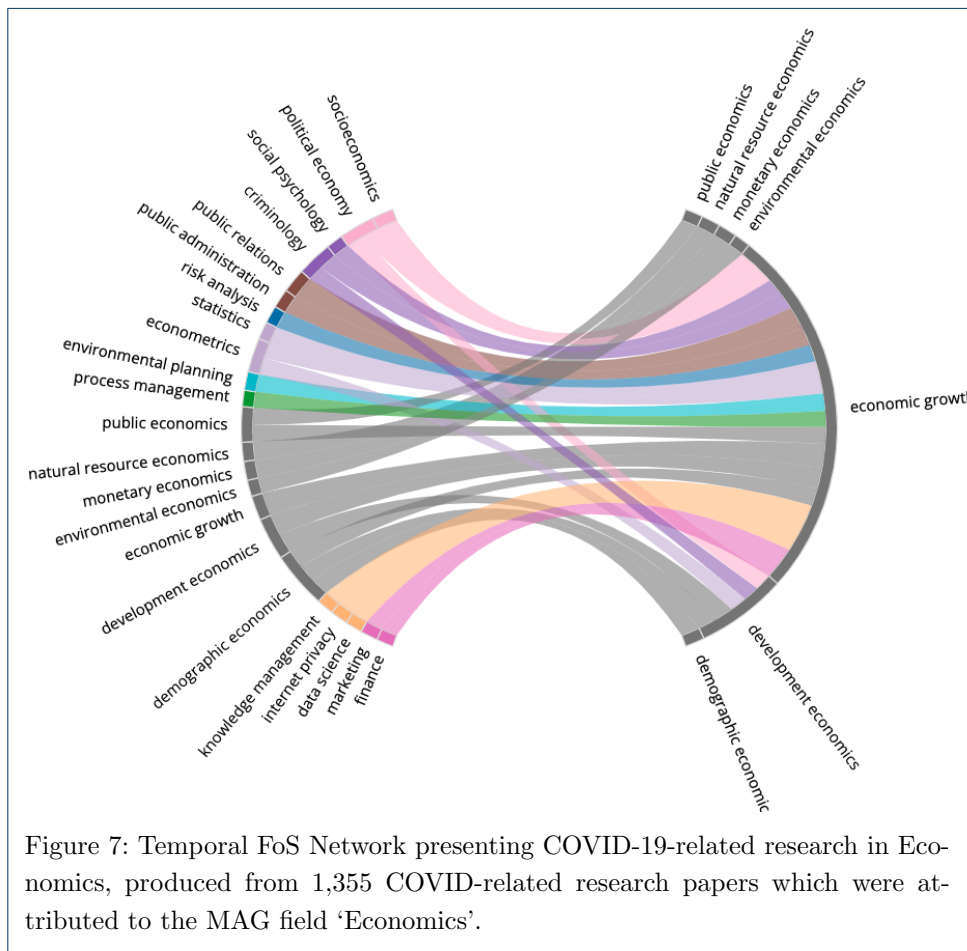 socioeconomics
political economy
social psychology
criminology
public relations
public administration
risk analysis
statistics
econometrics
environmental planning
process management
public economics
natural resource economics
monetary economics
environmental economics
economic growth
development economics
demographic economics
knowledge management
internet privacy
data science
marketing
finance
public economics
natural resource economics
monetary economics
environmental economics
economic growth
development economics
demographic economic
Figure 7: Temporal FoS Network presenting COVID-19-related research in Eco-
nomics, produced from 1,355 COVID-related research papers which were at-
tributed to the MAG field ‘Economics’.